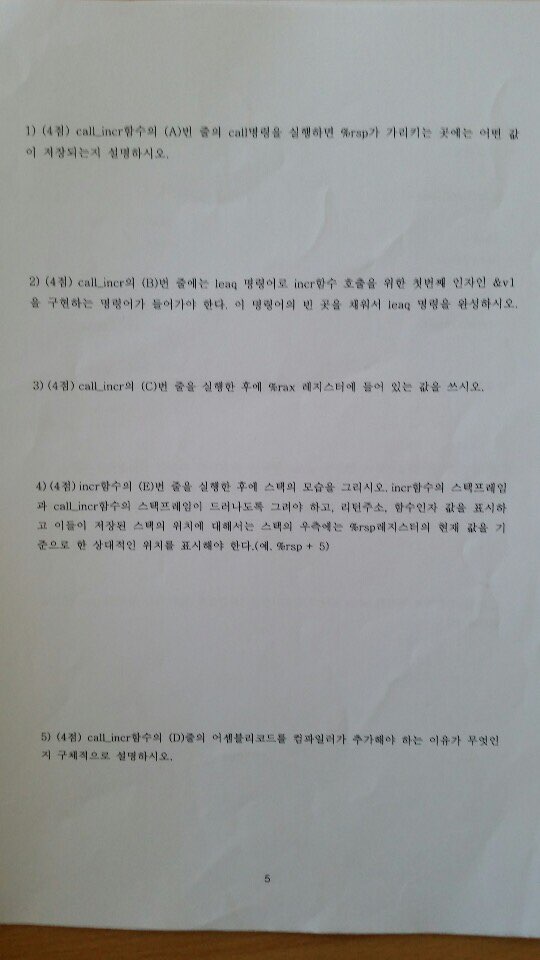 1) (4점) call_incr함수의 (A)번 줄의 call명령을 실행하면 %rsp가 가리키는 곳에는 어떤 값
이 저장되는지 설명하시오.
2) (4점) call_incr의 (B)번 줄에는 leaq 명령어로 incr함수 호출을 위한 첫번째 인자인 &v1
을 구현하는 명령어가 들어가야 한다. 이 명령어의 빈 곳을 채워서 leaq 명령을 완성하시오.
3) (4점) call_incr의 (C)번 줄을 실행한 후에 %rax 레지스터에 들어 있는 값을 쓰시오.
4) (4점) incr함수의 (E)번 줄을 실행한 후에 스택의 모습을 그리시오. incr함수의 스택프레임
과 call_incr함수의 스택프레임이 드러나도록 그려야 하고, 리턴주소, 함수인자 값을 표시하
고 이들이 저장된 스택의 위치에 대해서는 스택의 우측에는 %rsp레지스터의 현재 값을 기
준으로 한 상대적인 위치를 표시해야 한다.(예. %rsp + 5)
5) (4점) call_incr함수의 (D)줄의 어셈블리코드를 컴파일러가 추가해야 하는 이유가 무엇인
지 구체적으로 설명하시오.
5